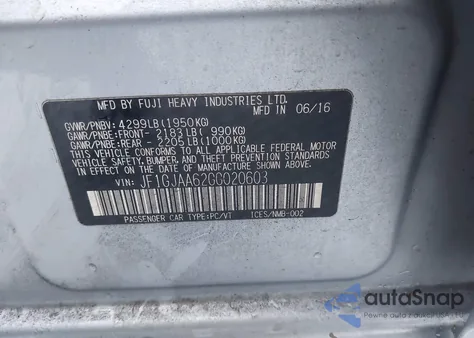 MFD BY FUJI HEAVY INDUSTRIES LTD. 06/16
GVWR/PNBV: 4299LB(1950KG)
GAWR/PNBE: FRONT- 2183LB( 990KG)
GAWR/PNBE: REAR - 2205LB(1000KG)
THIS VEHICLE CONFORMS TO ALL APPLICABLE
U.S. FEDERAL MOTOR VEHICLE
SAFETY, BUMPER, AND THEFT PREVENTION STANDARDS
IN EFFECT ON THE DATE OF MANUFACTURE SHOWN
ABOVE.
VIN: JF1GJAA62GG020603
PASSENGER CAR TYPE:PC/VT ICES/NMB-002
autoSnap
Pewne auto